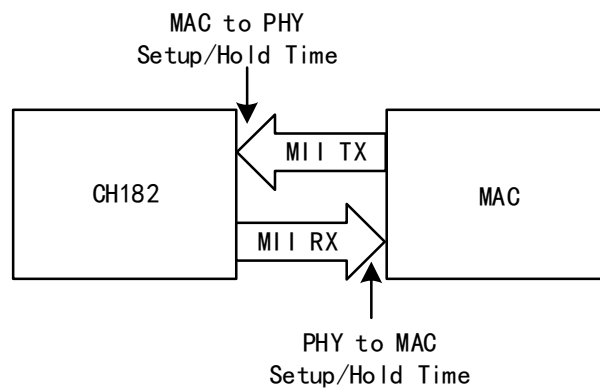 MAC to PHY
Setup/Hold Time
MII TX
CH182
MAC
MII RX
PHY to MAC
Setup/Hold Time